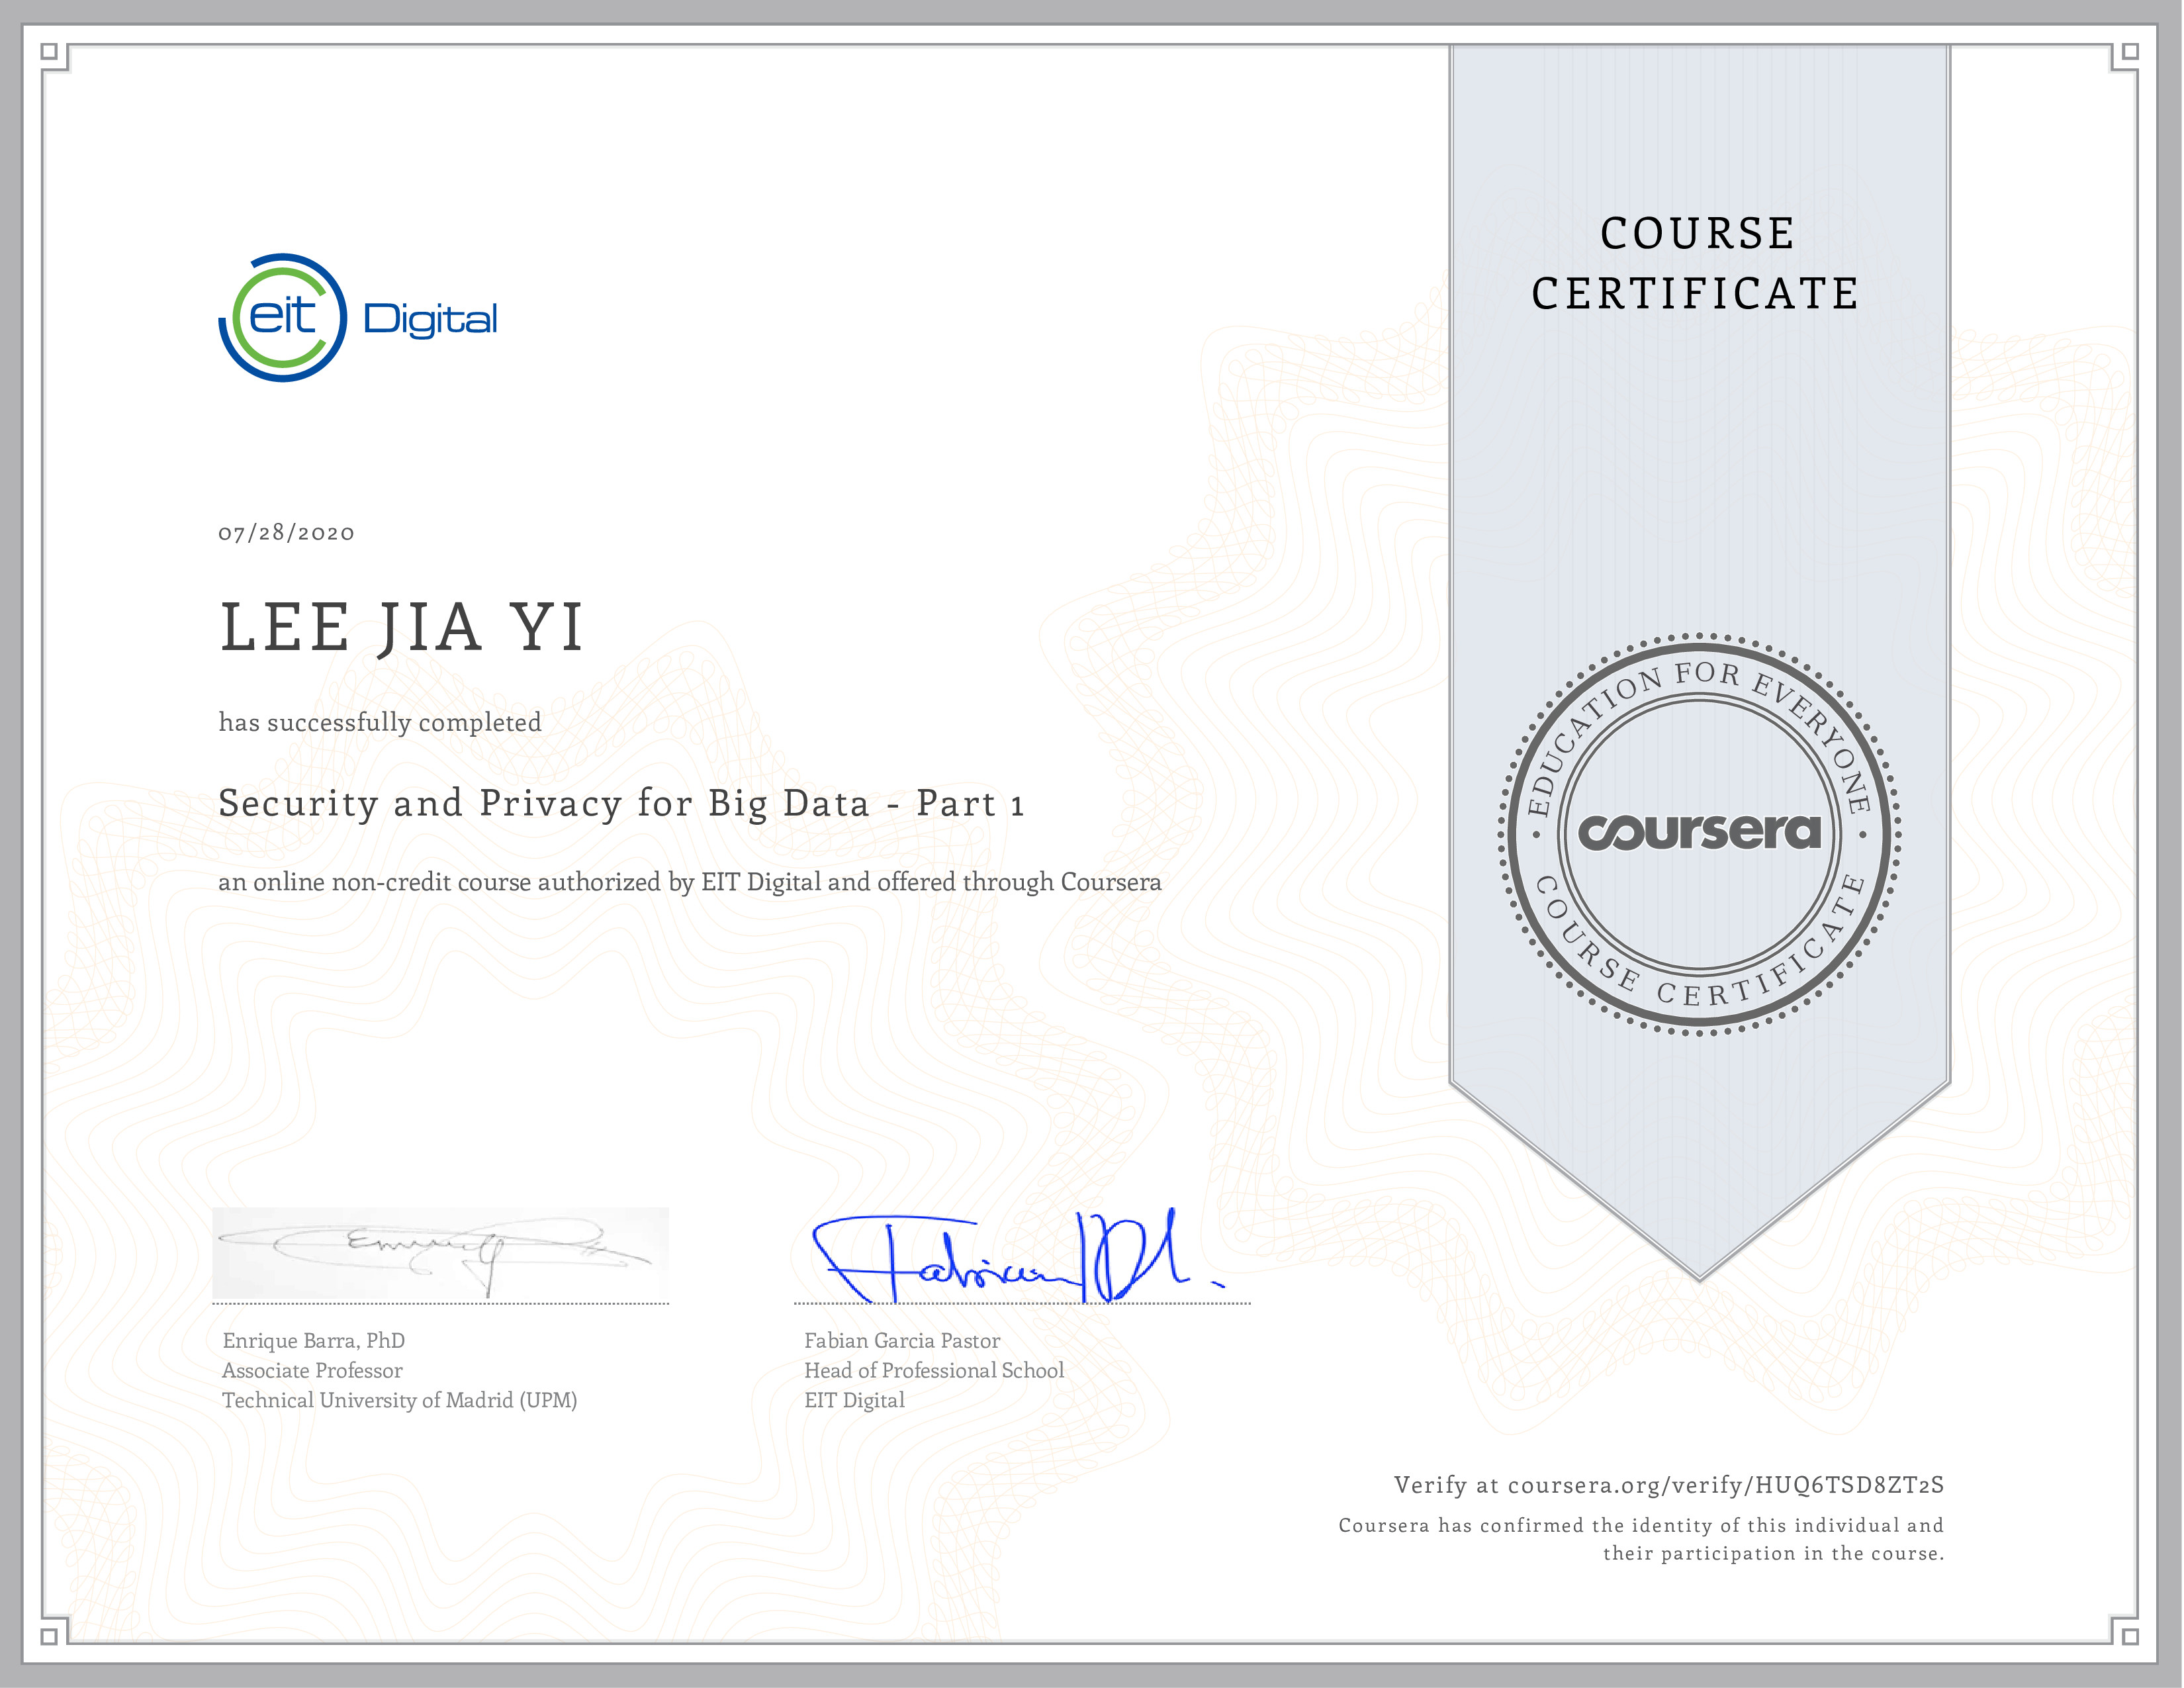 eit Digital
COURSE
CERTIFICATE
07/28/2020
LEE JIA YI
has successfully completed
Security and Privacy for Big Data - Part 1
an online non-credit course authorized by EIT Digital and offered through Coursera
EDUCATION FOR EVERYONE
coursera
COURSE CERTIFICATE
Enrique Barra, PhD
Associate Professor
Technical University of Madrid (UPM)
Fabian Garcia Pastor
Head of Professional School
EIT Digital
Verify at coursera.org/verify/HUQ6TSD8ZT2S
Coursera has confirmed the identity of this individual and
their participation in the course.